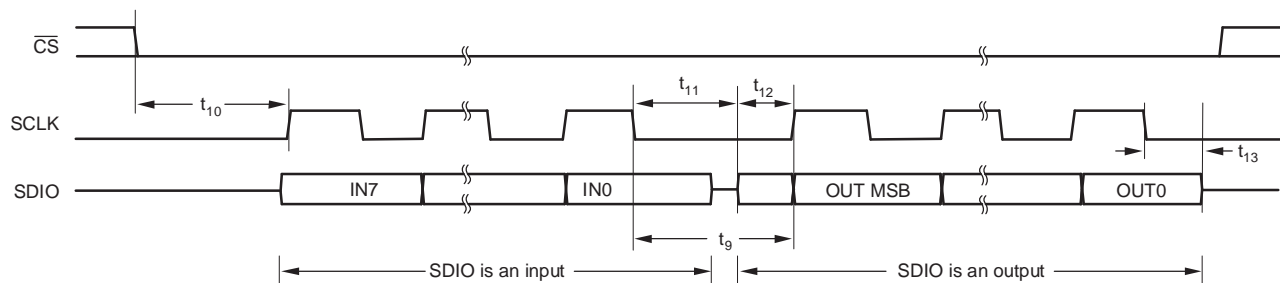 CS
t10
t11
t12
SCLK
t13
SDIO
IN7
IN0
OUT MSB
OUT0
t9
SDIO is an input
SDIO is an output